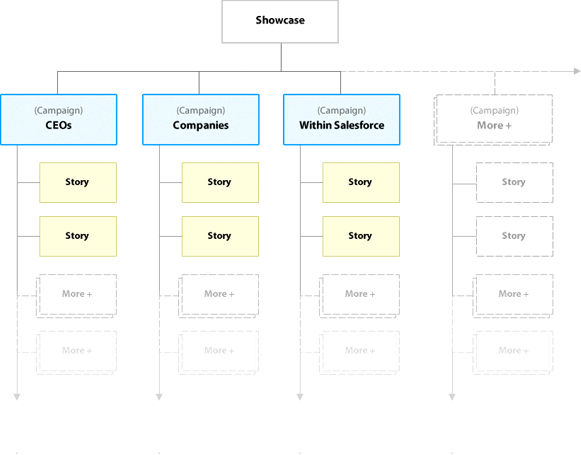 Showcase
(Campaign)
CEOs
(Campaign)
Companies
(Campaign)
Within Salesforce
(Campaign)
More +
Story
Story
Story
Story
Story
Story
Story
Story
More +
More +
More +
More +
More +
More +
More +
More +